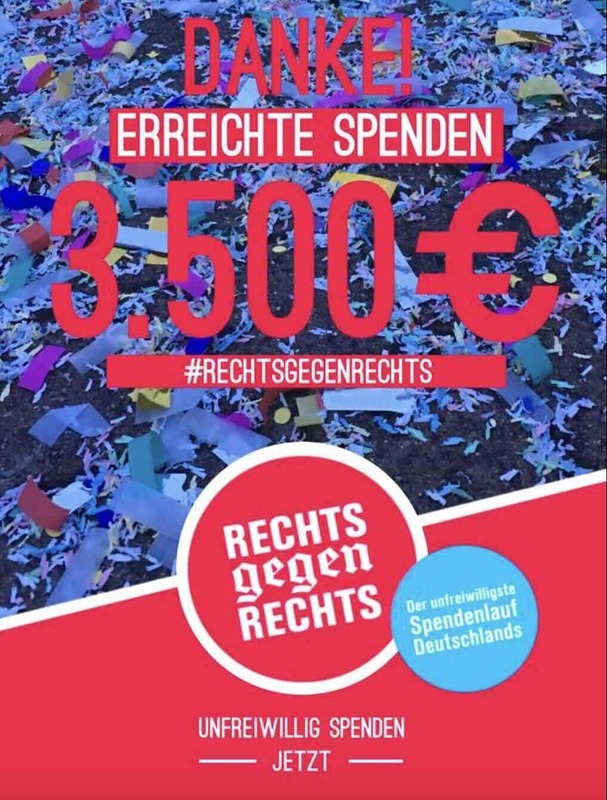 DANKE!
ERREICHTE SPENDEN
3.500 €
#RECHTSGEGENRECHTS
RECHTS
gegen
RECHTS
Der unfreiwilligste
Spendenlauf
Deutschlands
UNFREIWILLIG SPENDEN
JETZT